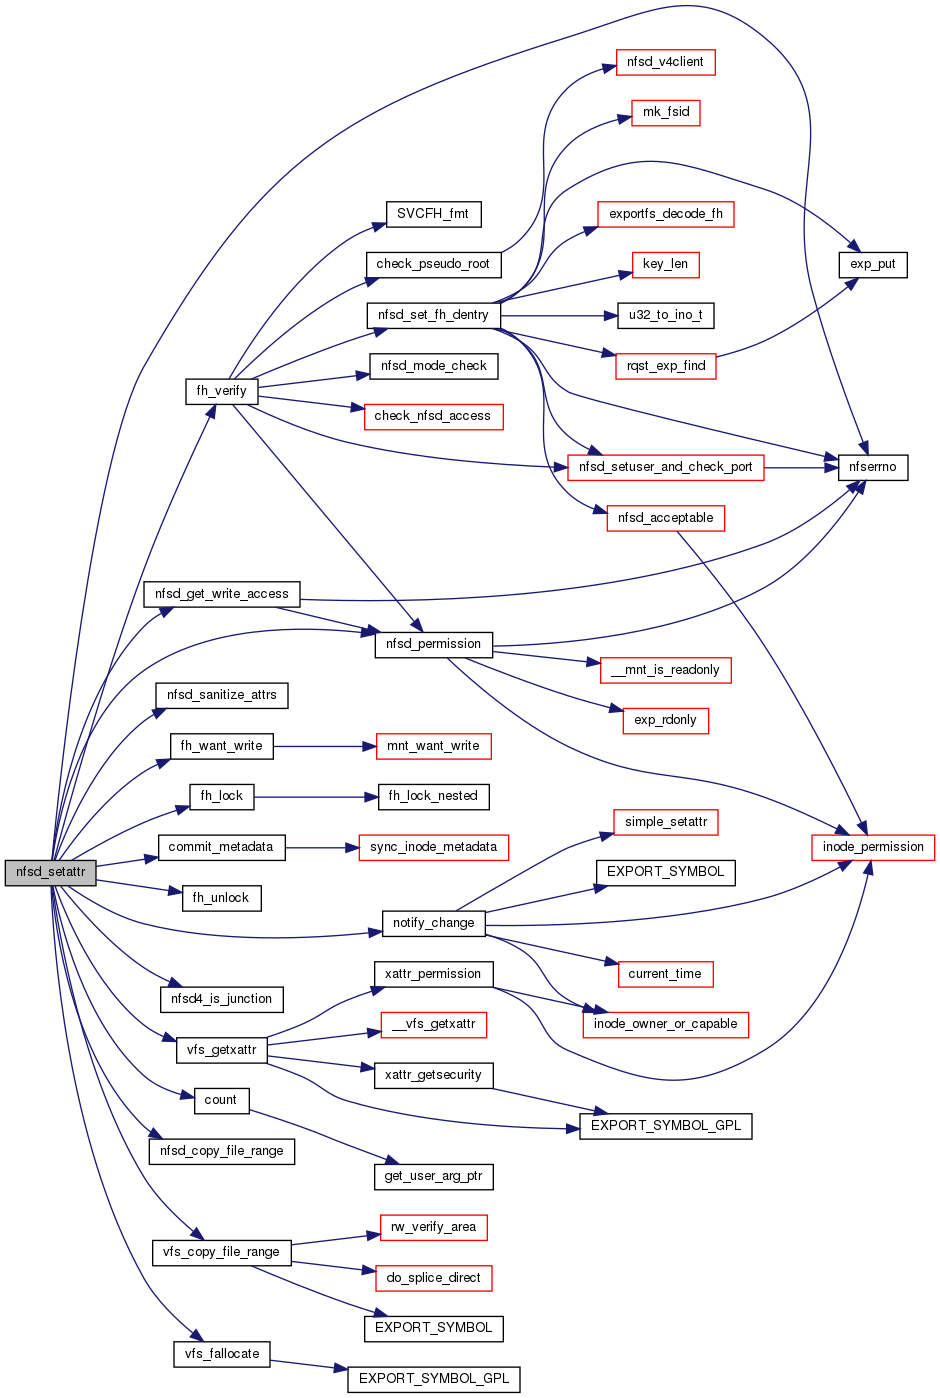 nfsd_v4client
mk_fsid
SVCFH_fmt
exportfs_decode_fh
check_pseudo_root
key_len
exp_put
nfsd_set_fh_dentry
u32_to_ino_t
nfsd_mode_check
rqst_exp_find
fh_verify
check_nfsd_access
nfsd_setuser_and_check_port
nfserrno
nfsd_acceptable
nfsd_get_write_access
nfsd_permission
__mnt_is_readonly
nfsd_sanitize_attrs
exp_rdonly
fh_want_write
mnt_want_write
fh_lock
fh_lock_nested
simple_setattr
commit_metadata
sync_inode_metadata
inode_permission
nfsd_setattr
EXPORT_SYMBOL
fh_unlock
notify_change
xattr_permission
current_time
nfsd4_is_junction
__vfs_getxattr
inode_owner_or_capable
vfs_getxattr
xattr_getsecurity
count
EXPORT_SYMBOL_GPL
nfsd_copy_file_range
get_user_arg_ptr
rw_verify_area
vfs_copy_file_range
do_splice_direct
EXPORT_SYMBOL
vfs_fallocate
EXPORT_SYMBOL_GPL